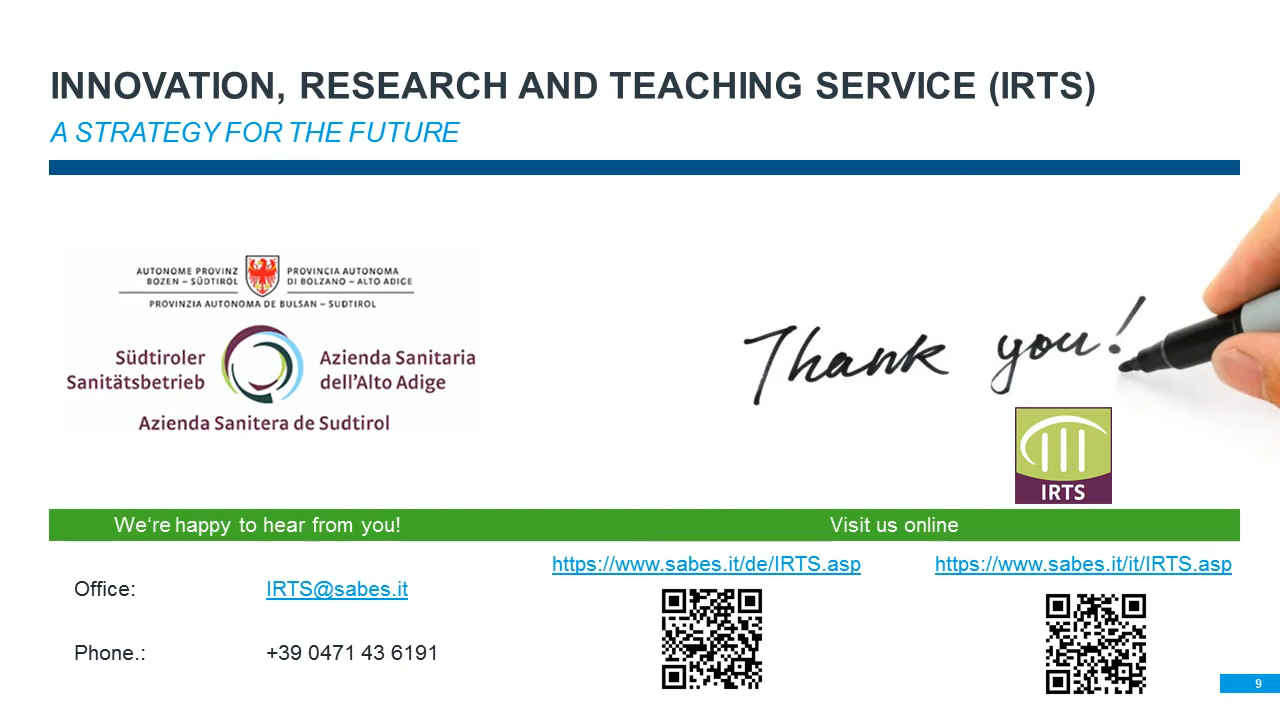 INNOVATION, RESEARCH AND TEACHING SERVICE (IRTS)
A STRATEGY FOR THE FUTURE
AUTONOME PROVINZ
BOZEN – SÜDTIROL
PROVINCIA AUTONOMA
DI BOLZANO – ALTO ADIGE
PROVINZIA AUTONOMA DE BULSAN – SUDTIROL
Südtiroler
Sanitätsbetrieb
Azienda Sanitaria
dell'Alto Adige
Azienda Sanitera de Sudtirol
Thank you!
IRTS
We're happy to hear from you!
Visit us online
https://www.sabes.it/de/IRTS.asp
https://www.sabes.it/it/IRTS.asp
Office: IRTS@sabes.it
Phone.: +39 0471 43 6191
9